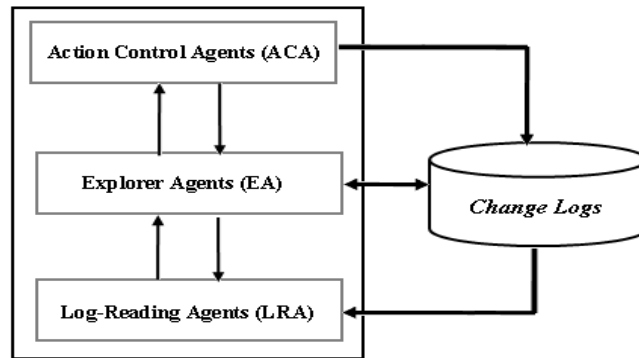 Action Control Agents (ACA)
Explorer Agents (EA)
Change Logs
Log-Reading Agents (LRA)